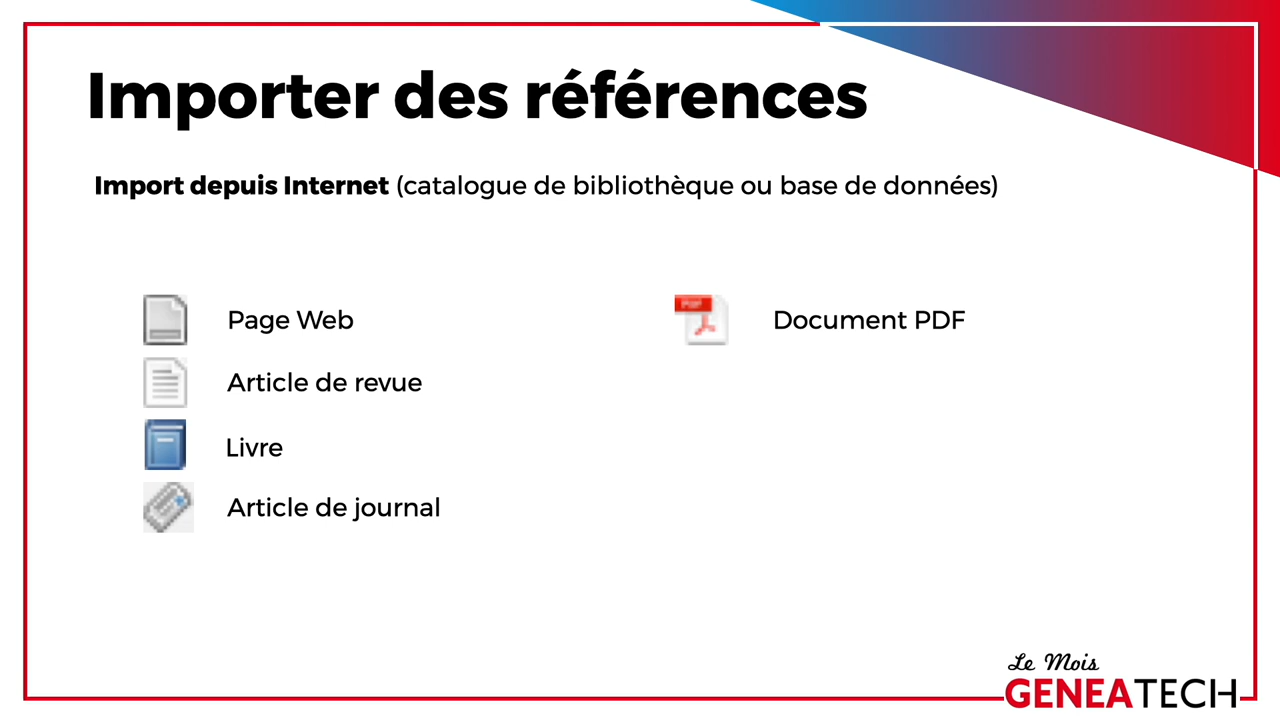 Importer des références
Import depuis Internet (catalogue de bibliothèque ou base de données)
Page Web
Article de revue
Livre
Article de journal
PDF
Document PDF
Le Mois
GENEATECH